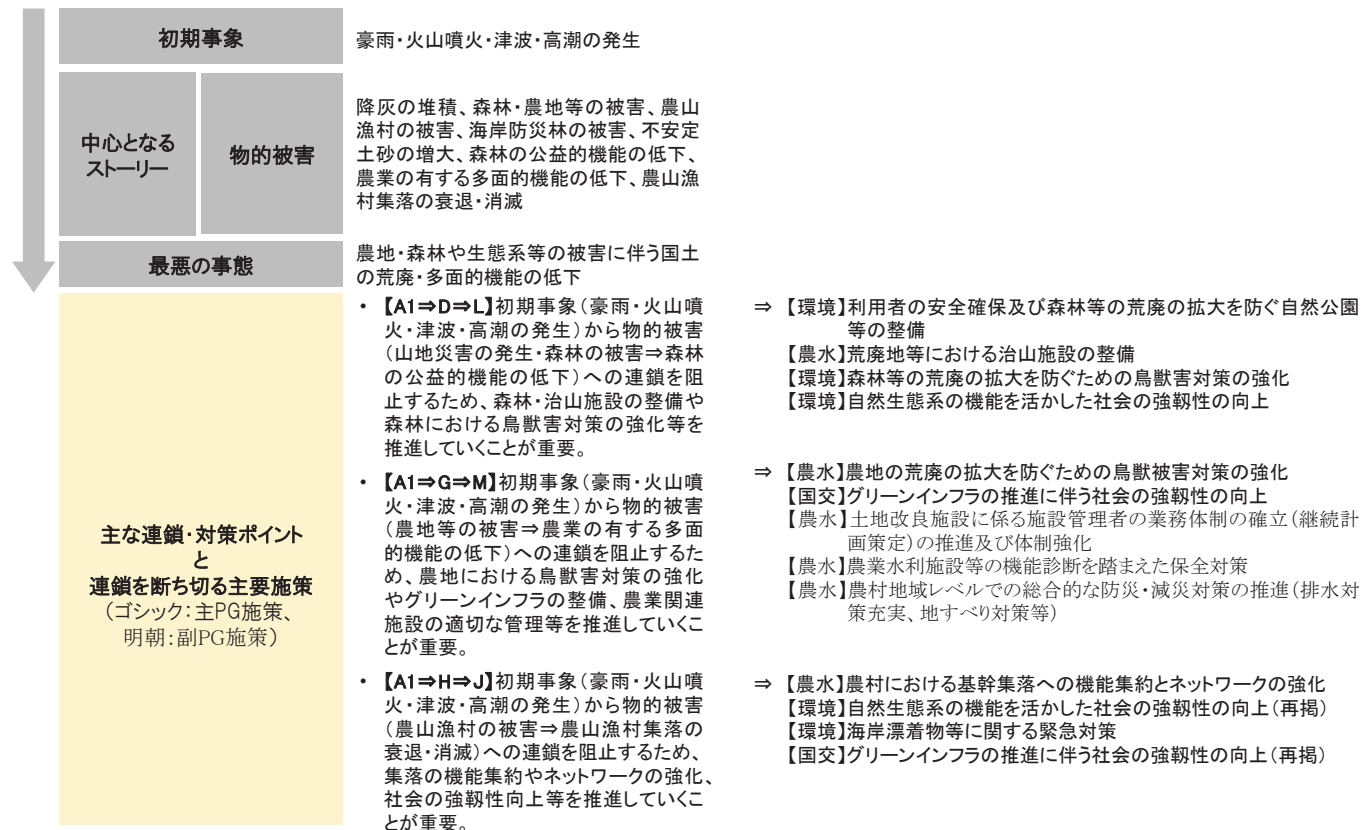 初期事象
豪雨・火山噴火・津波・高潮の発生
中心となる
ストーリー
物的被害
降灰の堆積、森林・農地等の被害、農山
漁村の被害、海岸防災林の被害、不安定
土砂の増大、森林の公益的機能の低下、
農業の有する多面的機能の低下、農山漁
村集落の衰退・消滅
最悪の事態
農地・森林や生態系等の被害に伴う国土
の荒廃・多面的機能の低下
主な連鎖・対策ポイント
と
連鎖を断ち切る主要施策
(ゴシック:主PG施策、
明朝:副PG施策)
・ 【A1⇒D⇒L】初期事象(豪雨・火山噴
火・津波・高潮の発生)から物的被害
(山地災害の発生・森林の被害⇒森林
の公益的機能の低下)への連鎖を阻
止するため、森林・治山施設の整備や
森林における鳥獣害対策の強化等を
推進していくことが重要。
⇒ 【環境】利用者の安全確保及び森林等の荒廃の拡大を防ぐ自然公園
等の整備
【農水】荒廃地等における治山施設の整備
【環境】森林等の荒廃の拡大を防ぐための鳥獣害対策の強化
【環境】自然生態系の機能を活かした社会の強靱性の向上
・ 【A1⇒G⇒M】初期事象(豪雨・火山噴
火・津波・高潮の発生)から物的被害
(農地等の被害⇒農業の有する多面
的機能の低下)への連鎖を阻止するた
め、農地における鳥獣害対策の強化
やグリーンインフラの整備、農業関連
施設の適切な管理等を推進していくこ
とが重要。
⇒ 【農水】農地の荒廃の拡大を防ぐための鳥獣被害対策の強化
【国交】グリーンインフラの推進に伴う社会の強靱性の向上
【農水】土地改良施設に係る施設管理者の業務体制の確立(継続計
画策定)の推進及び体制強化
【農水】農業水利施設等の機能診断を踏まえた保全対策
【農水】農村地域レベルでの総合的な防災・減災対策の推進(排水対
策充実、地すべり対策等)
・ 【A1⇒H⇒J】初期事象(豪雨・火山噴
火・津波・高潮の発生)から物的被害
(農山漁村の被害⇒農山漁村集落の
衰退・消滅)への連鎖を阻止するため、
集落の機能集約やネットワークの強化、
社会の強靱性向上等を推進していくこ
とが重要。
⇒ 【農水】農村における基幹集落への機能集約とネットワークの強化
【環境】自然生態系の機能を活かした社会の強靱性の向上(再掲)
【環境】海岸漂着物等に関する緊急対策
【国交】グリーンインフラの推進に伴う社会の強靱性の向上(再掲)